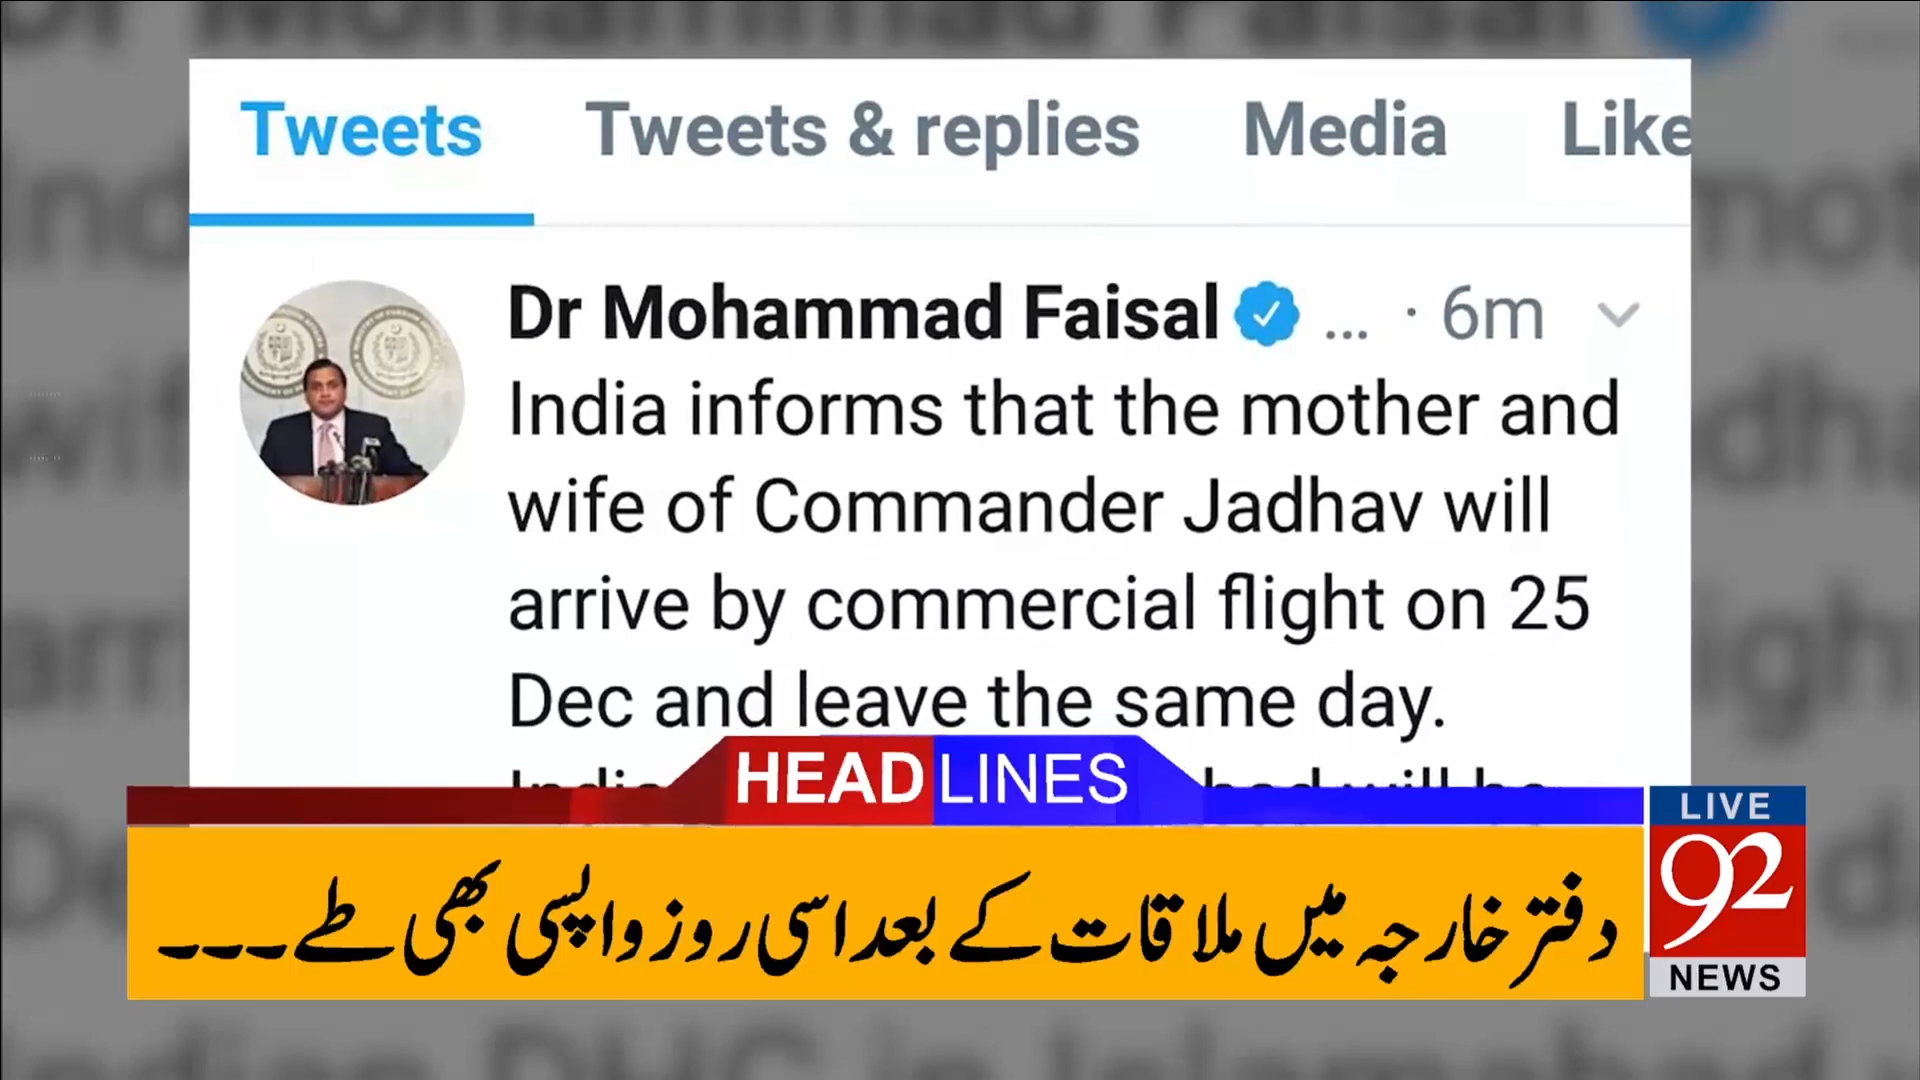 Tweets Tweets & replies Media Like
Dr Mohammad Faisal ... · 6m
India informs that the mother and
wife of Commander Jadhav will
arrive by commercial flight on 25
Dec and leave the same day.
HEADLINES
دفتر خارجہ میں ملاقات کے بعد اسی روز واپسی بھی طے۔۔۔
LIVE
92
NEWS